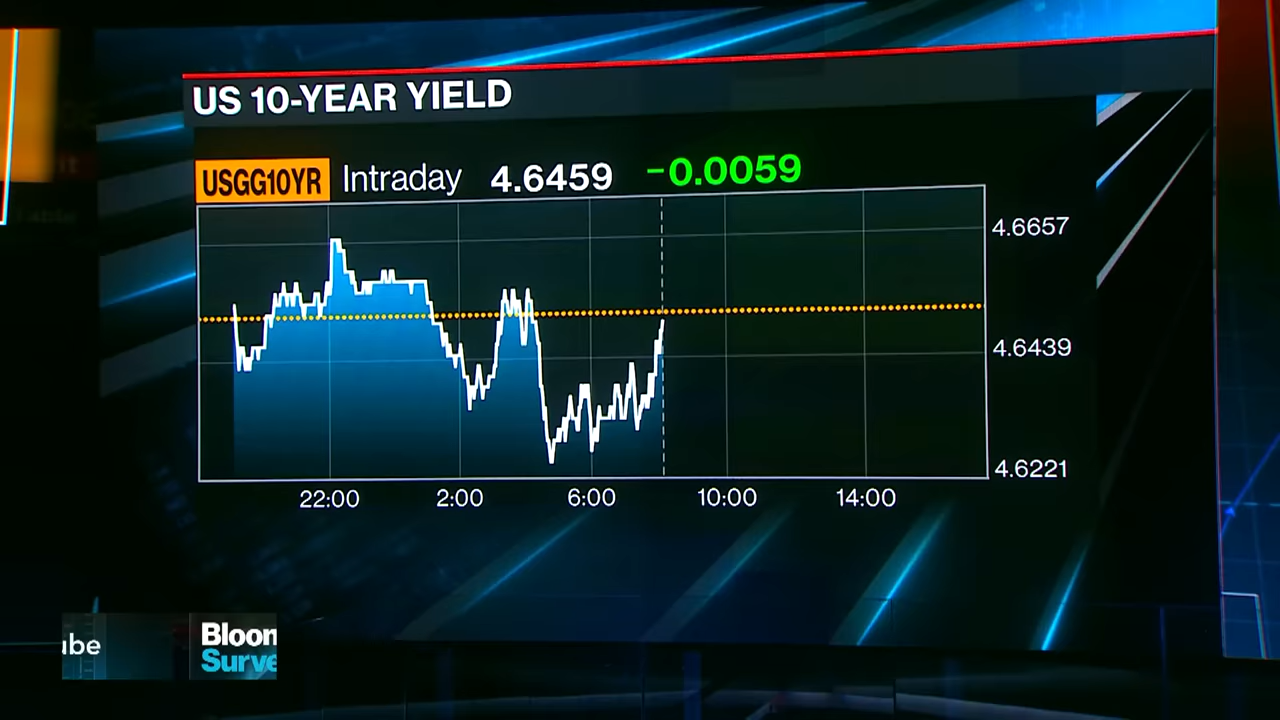 US 10-YEAR YIELD
USGG10YR Intraday 4.6459 -0.0059
4.6657
4.6439
4.6221
22:00 2:00 6:00 10:00 14:00
ube
Bloon
Surve